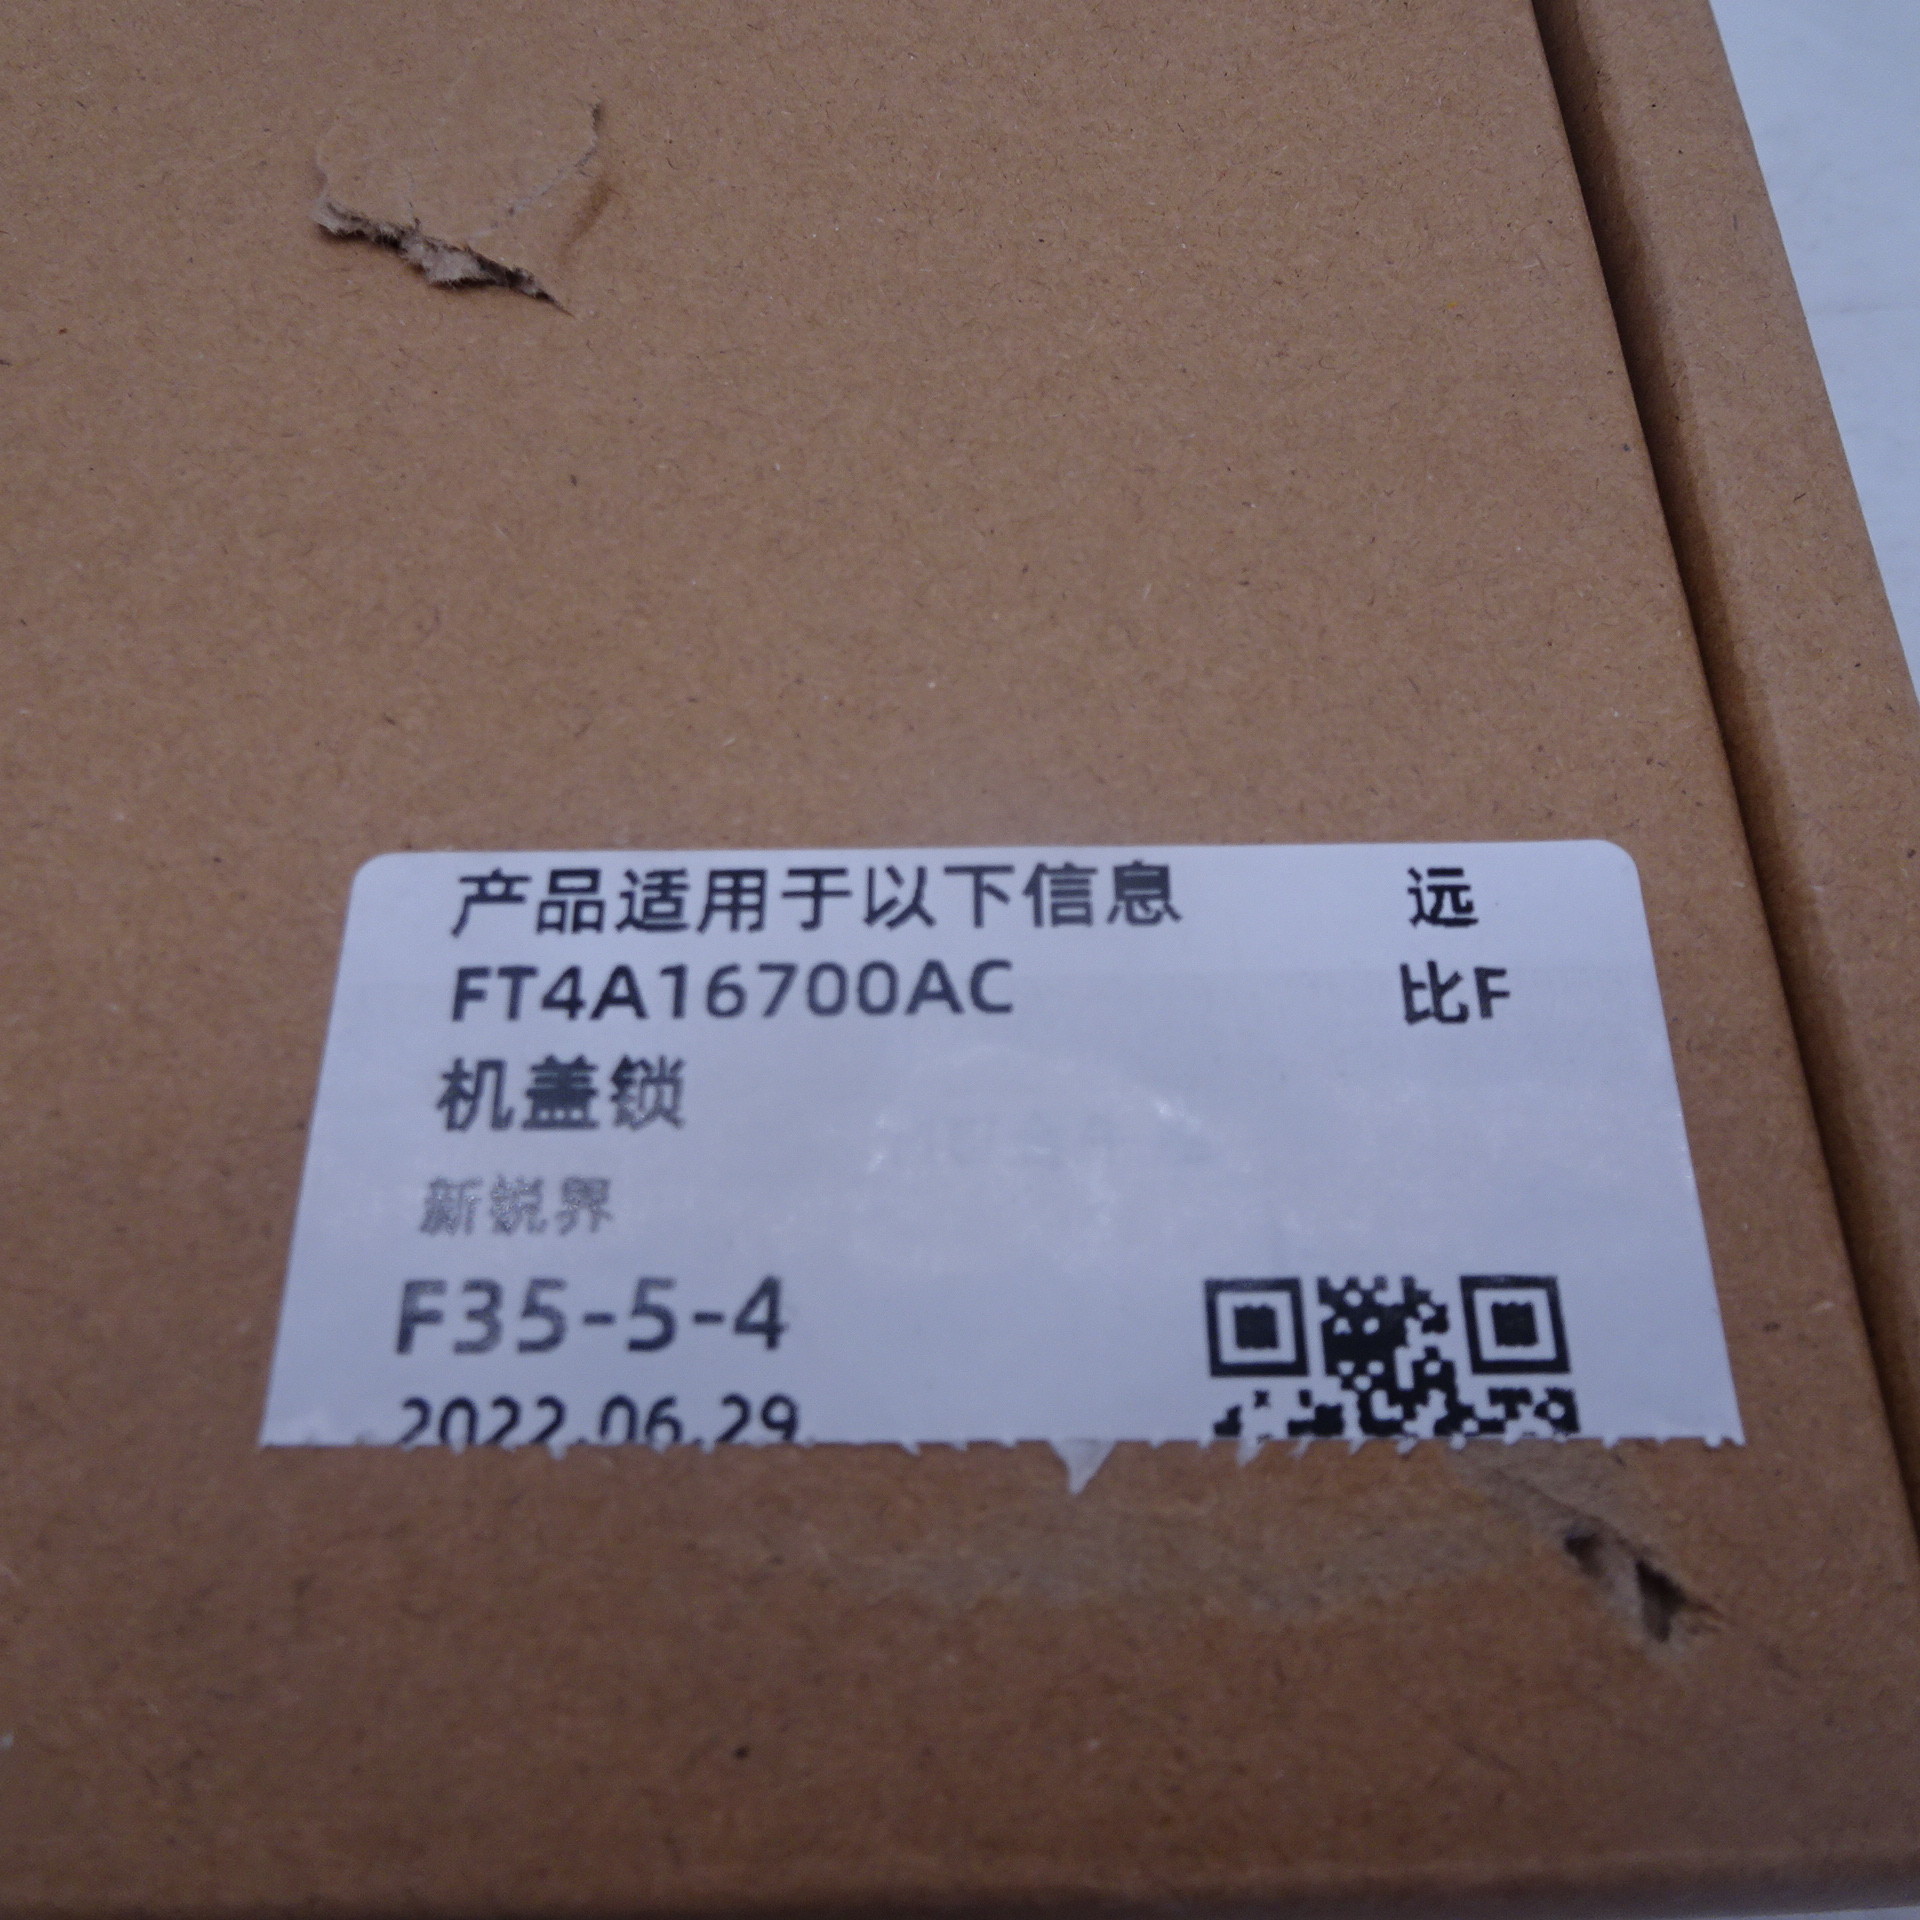 产品适用于以下信息 远
FT4A16700AC 比F
机盖锁
新锐界
F35-5-4
2022.06.29